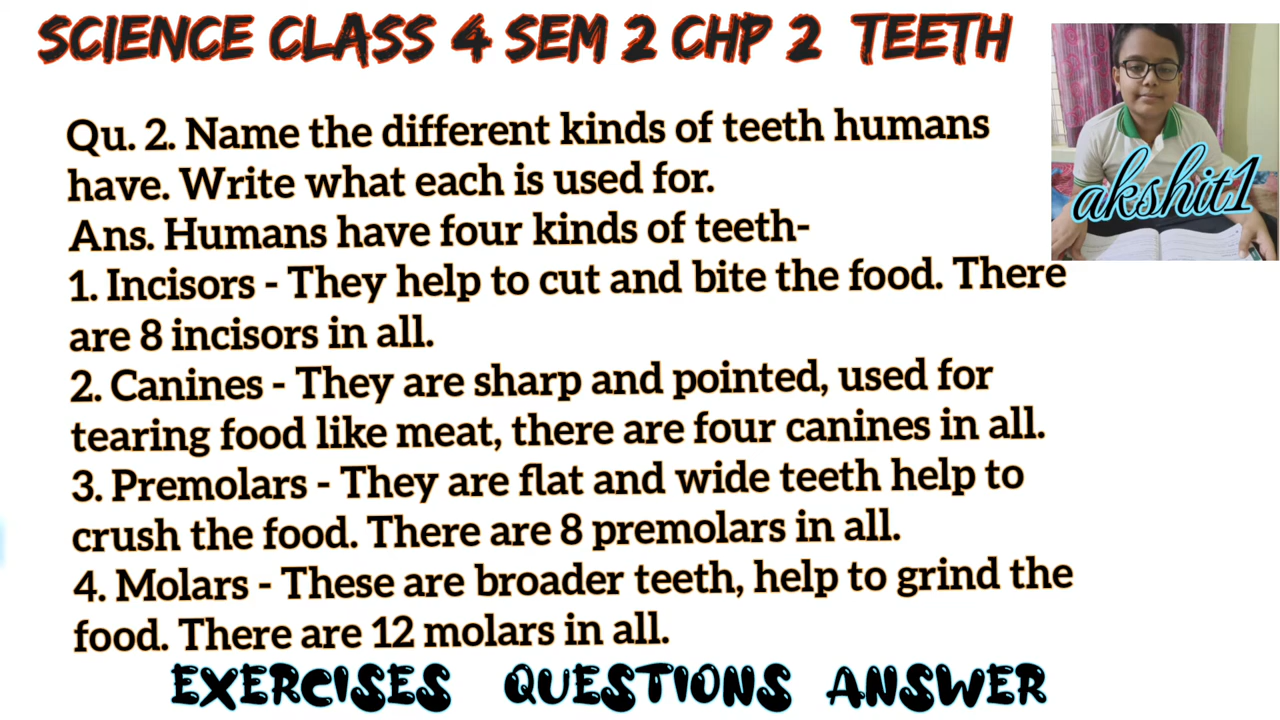 SCIENCE CLASS 4 SEM 2 CHP 2 TEETH
akshit1
Qu. 2. Name the different kinds of teeth humans
have. Write what each is used for.
Ans. Humans have four kinds of teeth-
1. Incisors - They help to cut and bite the food. There
are 8 incisors in all.
2. Canines - They are sharp and pointed, used for
tearing food like meat, there are four canines in all.
3. Premolars - They are flat and wide teeth help to
crush the food. There are 8 premolars in all.
4. Molars - These are broader teeth, help to grind the
food. There are 12 molars in all.
EXERCISES QUESTIONS ANSWER